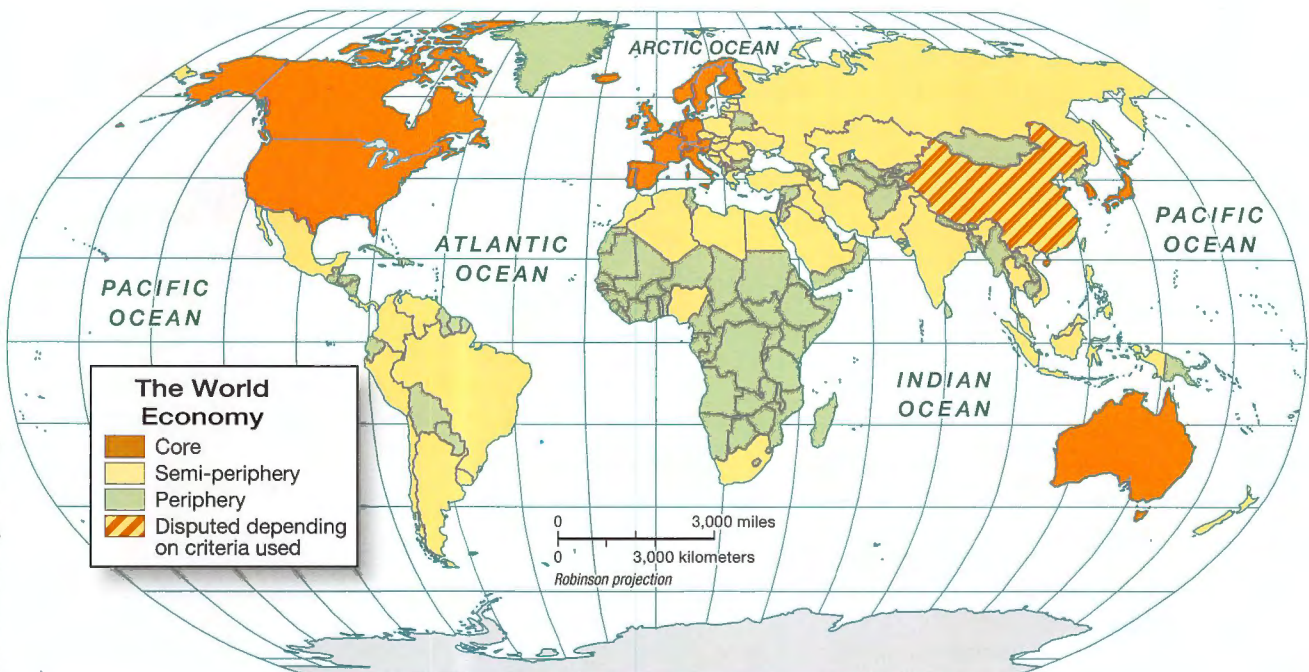 ARCTIC OCEAN
ATLANTIC
OCEAN
PACIFIC
OCEAN
PACIFIC
OCEAN
INDIAN
OCEAN
The World
Economy
Core
Semi-periphery
Periphery
Disputed depending
on criteria used
0 3,000 miles
0 3,000 kilometers
Robinson projection